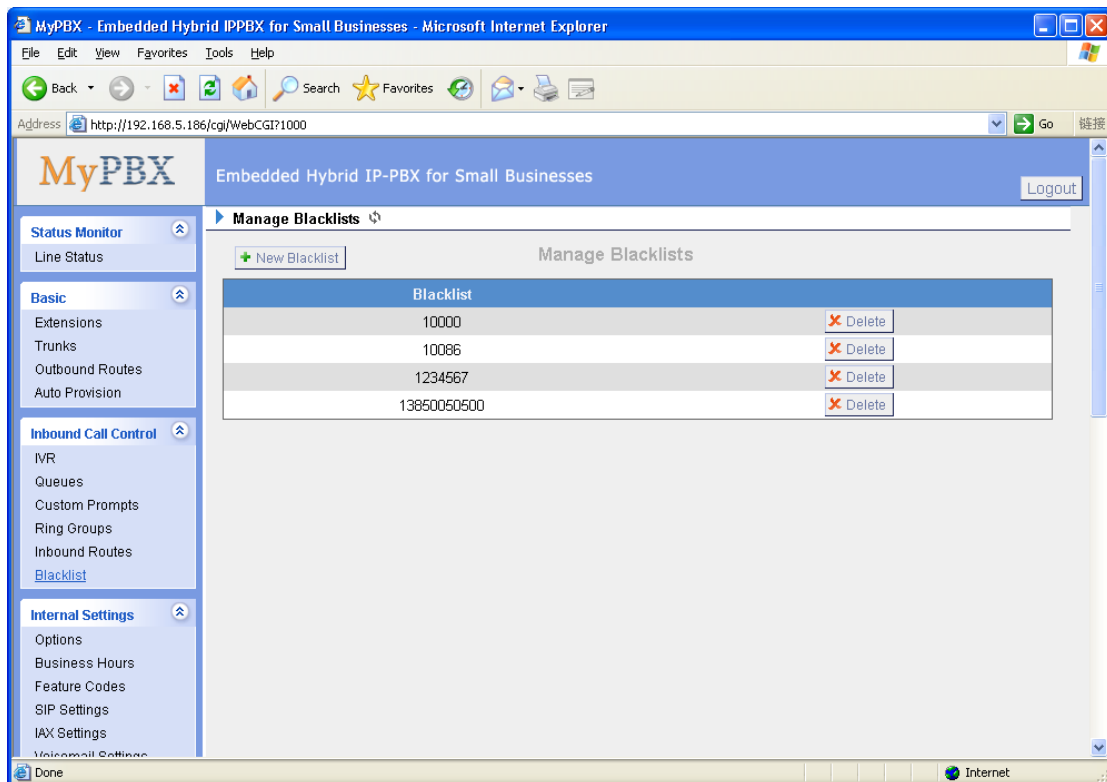 MyPBX - Embedded Hybrid IPPBX for Small Businesses - Microsoft Internet Explorer
File Edit View Favorites Tools Help
Back Search Favorites
Address http://192.168.5.186/cgi/WebCGI?1000 Go 链接
MyPBX
Embedded Hybrid IP-PBX for Small Businesses
Logout
Manage Blacklists
Status Monitor
Line Status
Basic
Extensions
Trunks
Outbound Routes
Auto Provision
Inbound Call Control
IVR
Queues
Custom Prompts
Ring Groups
Inbound Routes
Blacklist
Internal Settings
Options
Business Hours
Feature Codes
SIP Settings
IAX Settings
Voicemail Settings
New Blacklist
Manage Blacklists
Blacklist
10000 Delete
10086 Delete
1234567 Delete
13850050500 Delete
Done Internet